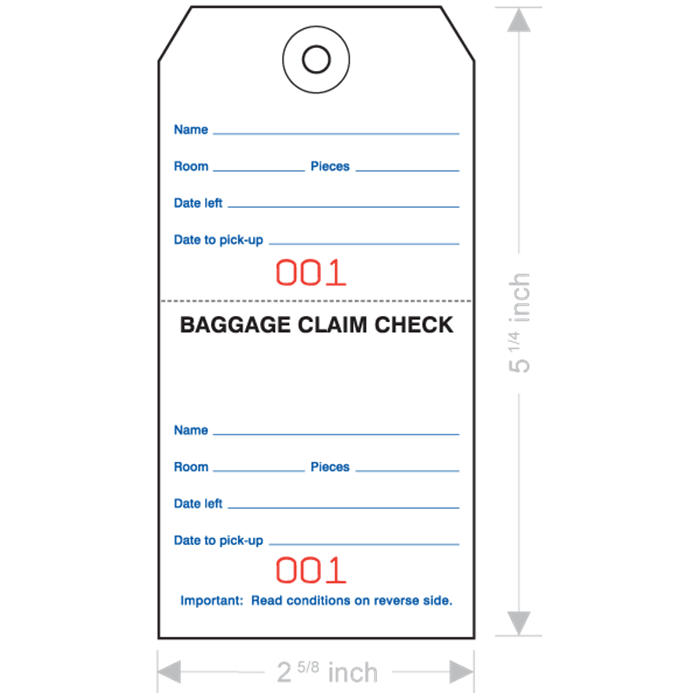 Name
Room Pieces
Date left
Date to pick-up
001
BAGGAGE CLAIM CHECK
Name
Room Pieces
Date left
Date to pick-up
001
Important: Read conditions on reverse side.
5 1/4 inch
2 5/8 inch